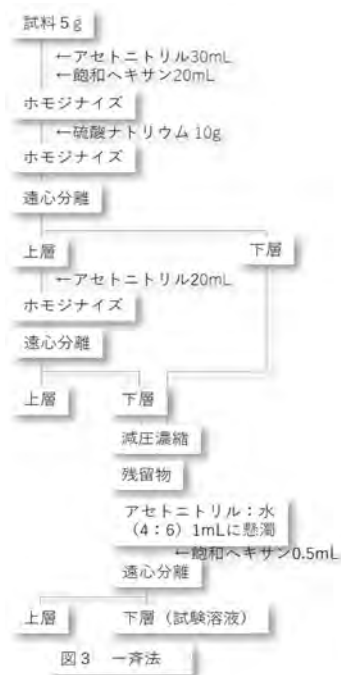 試料5g
←アセトニトリル30mL
←飽和ヘキサン20mL
ホモジナイズ
←硫酸ナトリウム 10g
ホモジナイズ
遠心分離
上層 下層
←アセトニトリル20mL
ホモジナイズ
遠心分離
上層 下層
減圧濃縮
残留物
アセトニトリル：水
（4：6）1mLに懸濁
←飽和ヘキサン0.5mL
遠心分離
上層 下層（試験溶液）
図3 一斉法